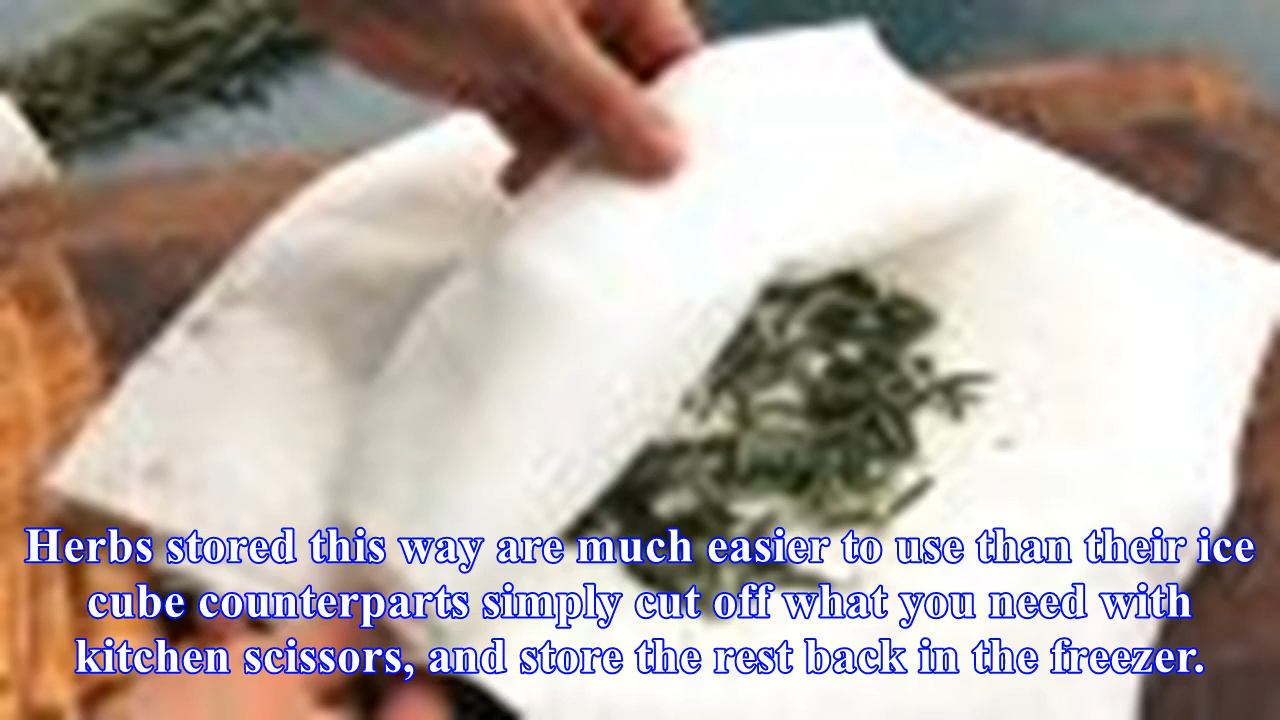 Herbs stored this way are much easier to use than their ice
cube counterparts simply cut off what you need with
kitchen scissors, and store the rest back in the freezer.